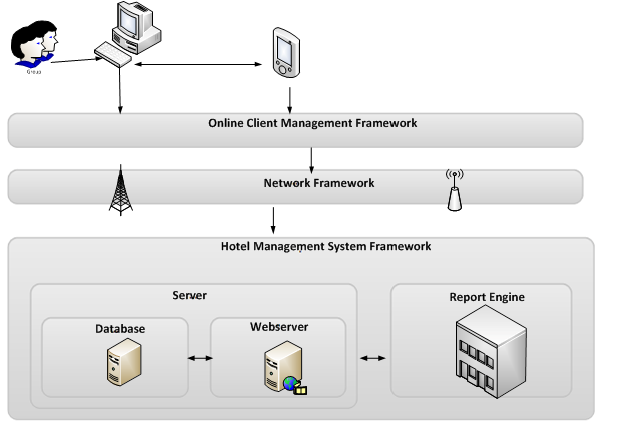 Group
Online Client Management Framework
Network Framework
Hotel Management System Framework
Server
Report Engine
Database
Webserver